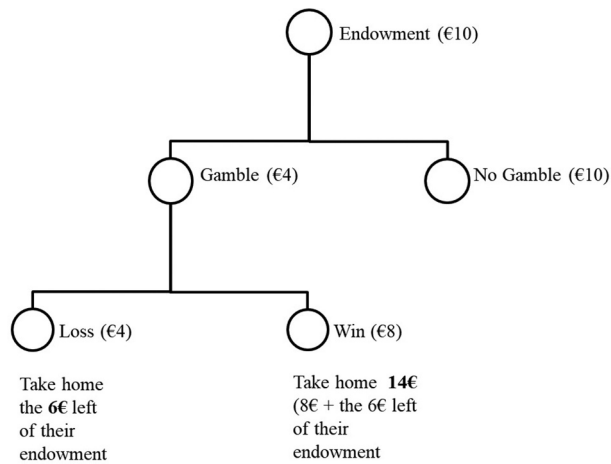 Endowment (€10)
Gamble (€4)
No Gamble (€10)
Loss (€4)
Win (€8)
Take home
the 6€ left
of their
endowment
Take home 14€
(8€ + the 6€ left
of their
endowment